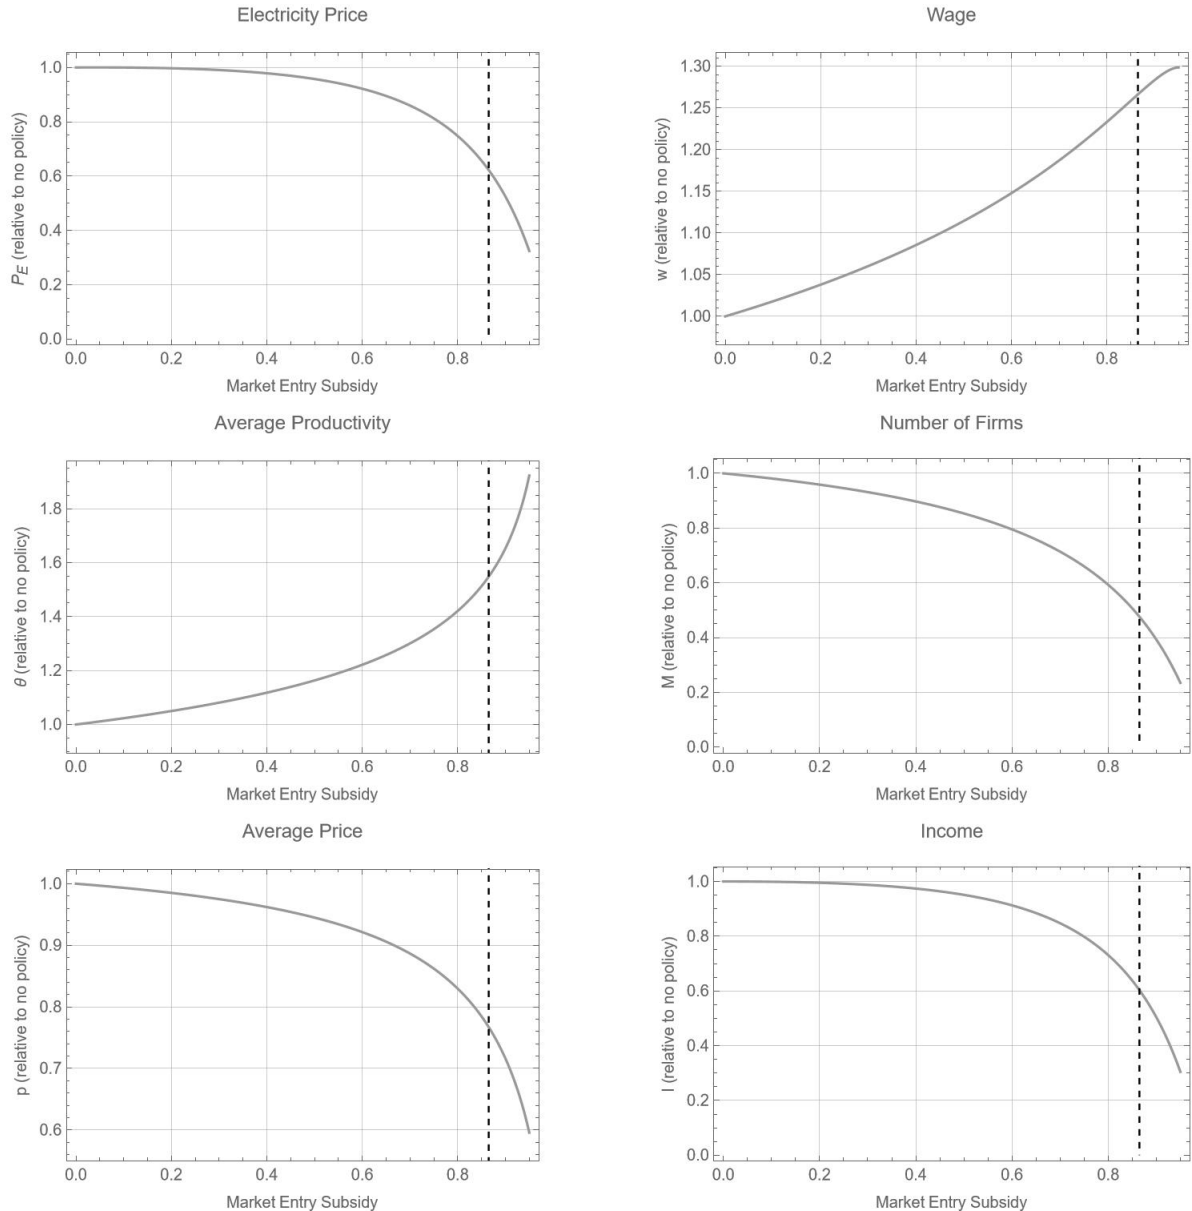 Electricity Price
1.0
0.8
0.6
0.4
0.2
0.0
P_E (relative to no policy)
0.0 0.2 0.4 0.6 0.8
Market Entry Subsidy
Wage
1.30
1.25
1.20
1.15
1.10
1.05
1.00
w (relative to no policy)
0.0 0.2 0.4 0.6 0.8
Market Entry Subsidy
Average Productivity
1.8
1.6
1.4
1.2
1.0
θ (relative to no policy)
0.0 0.2 0.4 0.6 0.8
Market Entry Subsidy
Number of Firms
1.0
0.8
0.6
0.4
0.2
0.0
M (relative to no policy)
0.0 0.2 0.4 0.6 0.8
Market Entry Subsidy
Average Price
1.0
0.9
0.8
0.7
0.6
p (relative to no policy)
0.0 0.2 0.4 0.6 0.8
Market Entry Subsidy
Income
1.0
0.8
0.6
0.4
0.2
0.0
I (relative to no policy)
0.0 0.2 0.4 0.6 0.8
Market Entry Subsidy